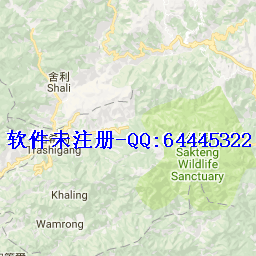 舍利
Shali
软件未注册-QQ:64445322
Trashigang
Sakteng
Wildlife
Sanctuary
Khaling
Wamrong